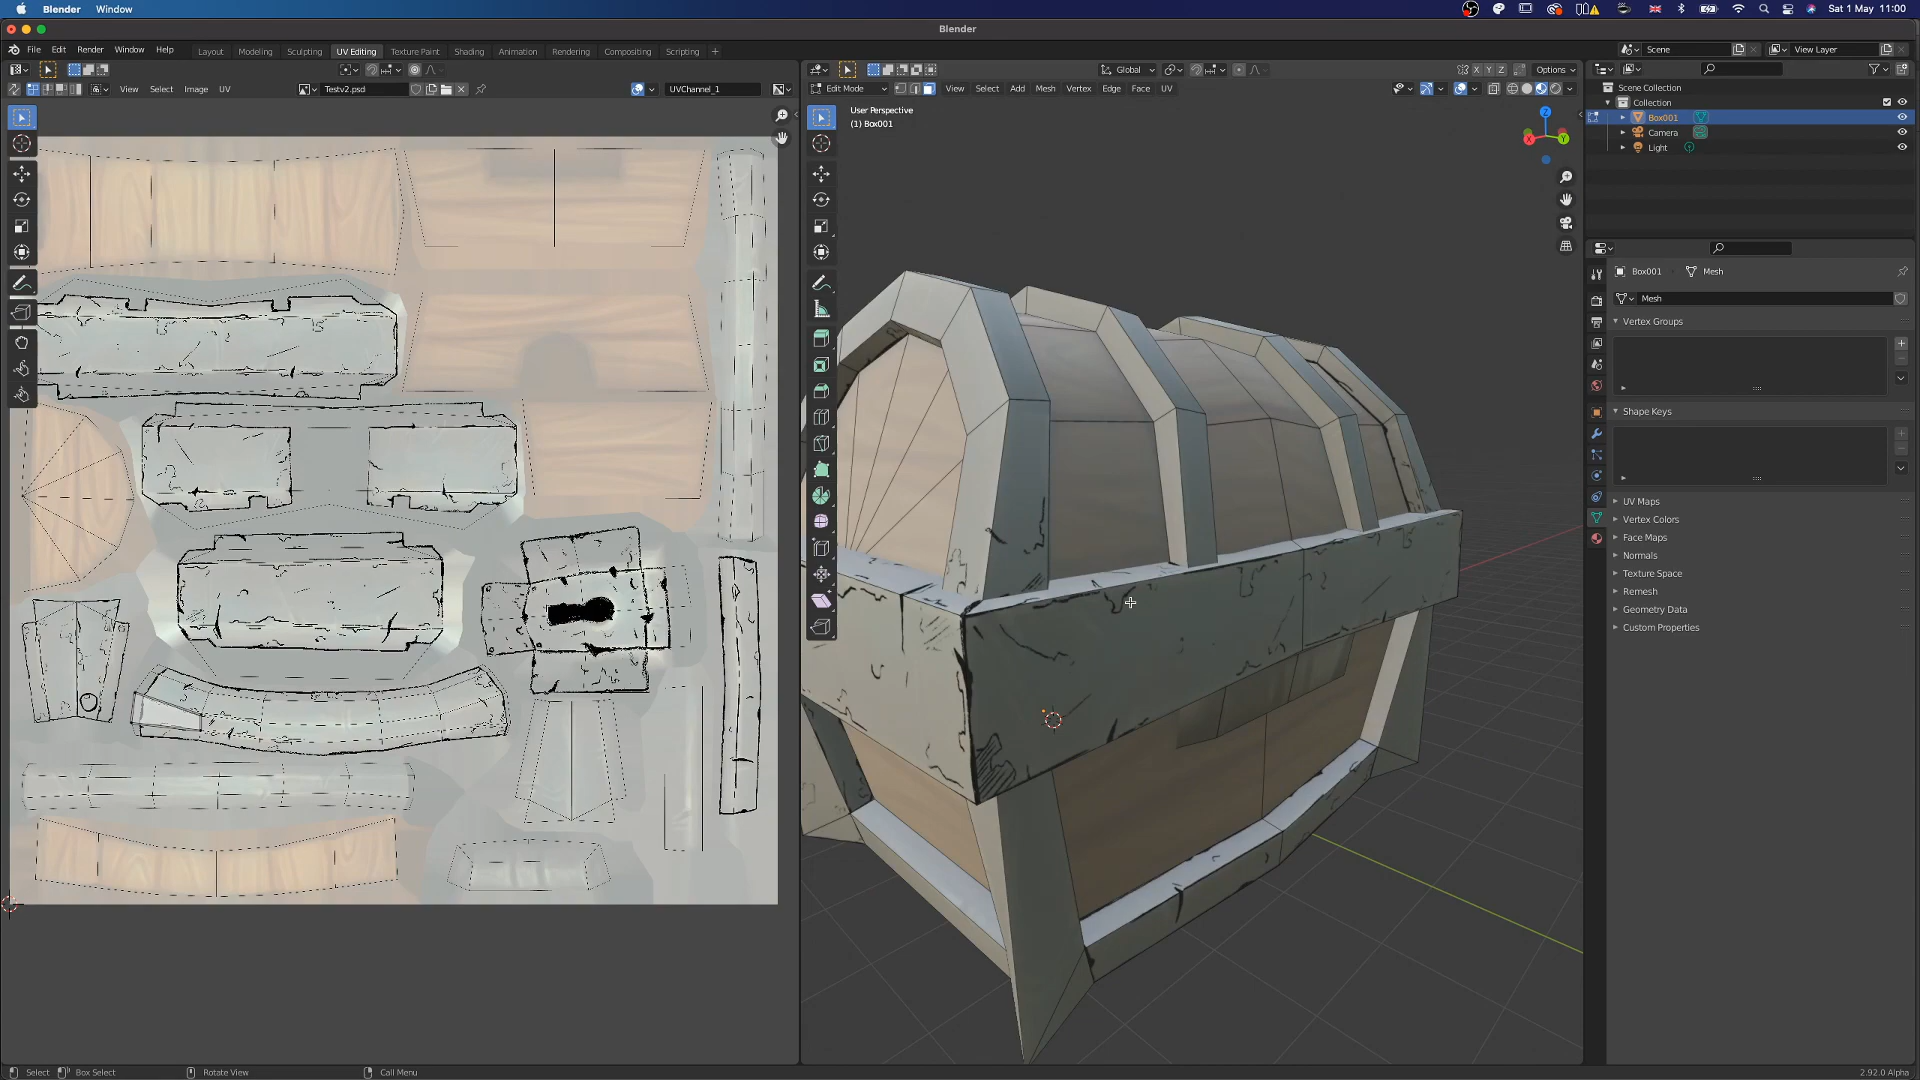 Blender Window Sat 1 May 11:00
Blender
File Edit Render Window Help Layout Modeling Sculpting UV Editing Texture Paint Shading Animation Rendering Compositing Scripting + Scene View Layer
Global Options
View Select Image UV Testv2.psd UVChannel_1 Edit Mode View Select Add Mesh Vertex Edge Face UV
X Y Z
User Perspective
(1) Box001
Z
X Y
Scene Collection
Collection
Box001
Camera
Light
Box001 Mesh
Mesh
Vertex Groups
Shape Keys
UV Maps
Vertex Colors
Face Maps
Normals
Texture Space
Remesh
Geometry Data
Custom Properties
Select Box Select Rotate View Call Menu 2.92.0 Alpha